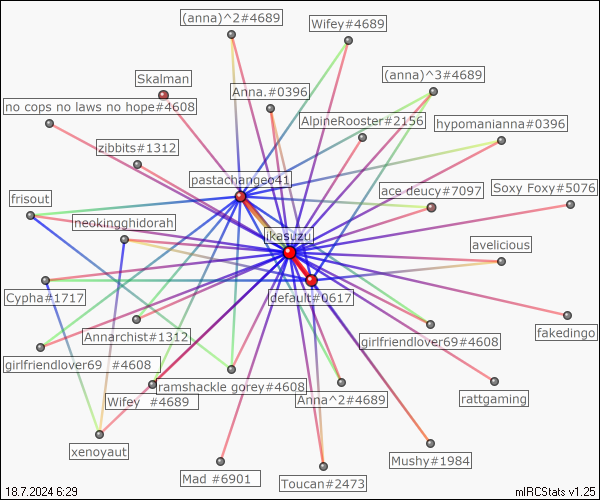 (anna)^2#4689
Wifey#4689
Skalman
Anna.#0396
(anna)^3#4689
no cops no laws no hope#4608
AlpineRooster#2156
hypomanianna#0396
zibbits#1312
pastachangeo41
ace deucy#7097
Soxy Foxy#5076
frisout
neokingghidorah
ikasuzu
avelicious
Cypha#1717
default#0617
Annarchist#1312
girlfriendlover69#4608
fakedingo
girlfriendlover69 #4608
ramshackle gorey#4608
Wifey #4689
Anna^2#4689
rattgaming
xenoyaut
Mad #6901
Toucan#2473
Mushy#1984
18.7.2024 6:29
mIRCStats v1.25